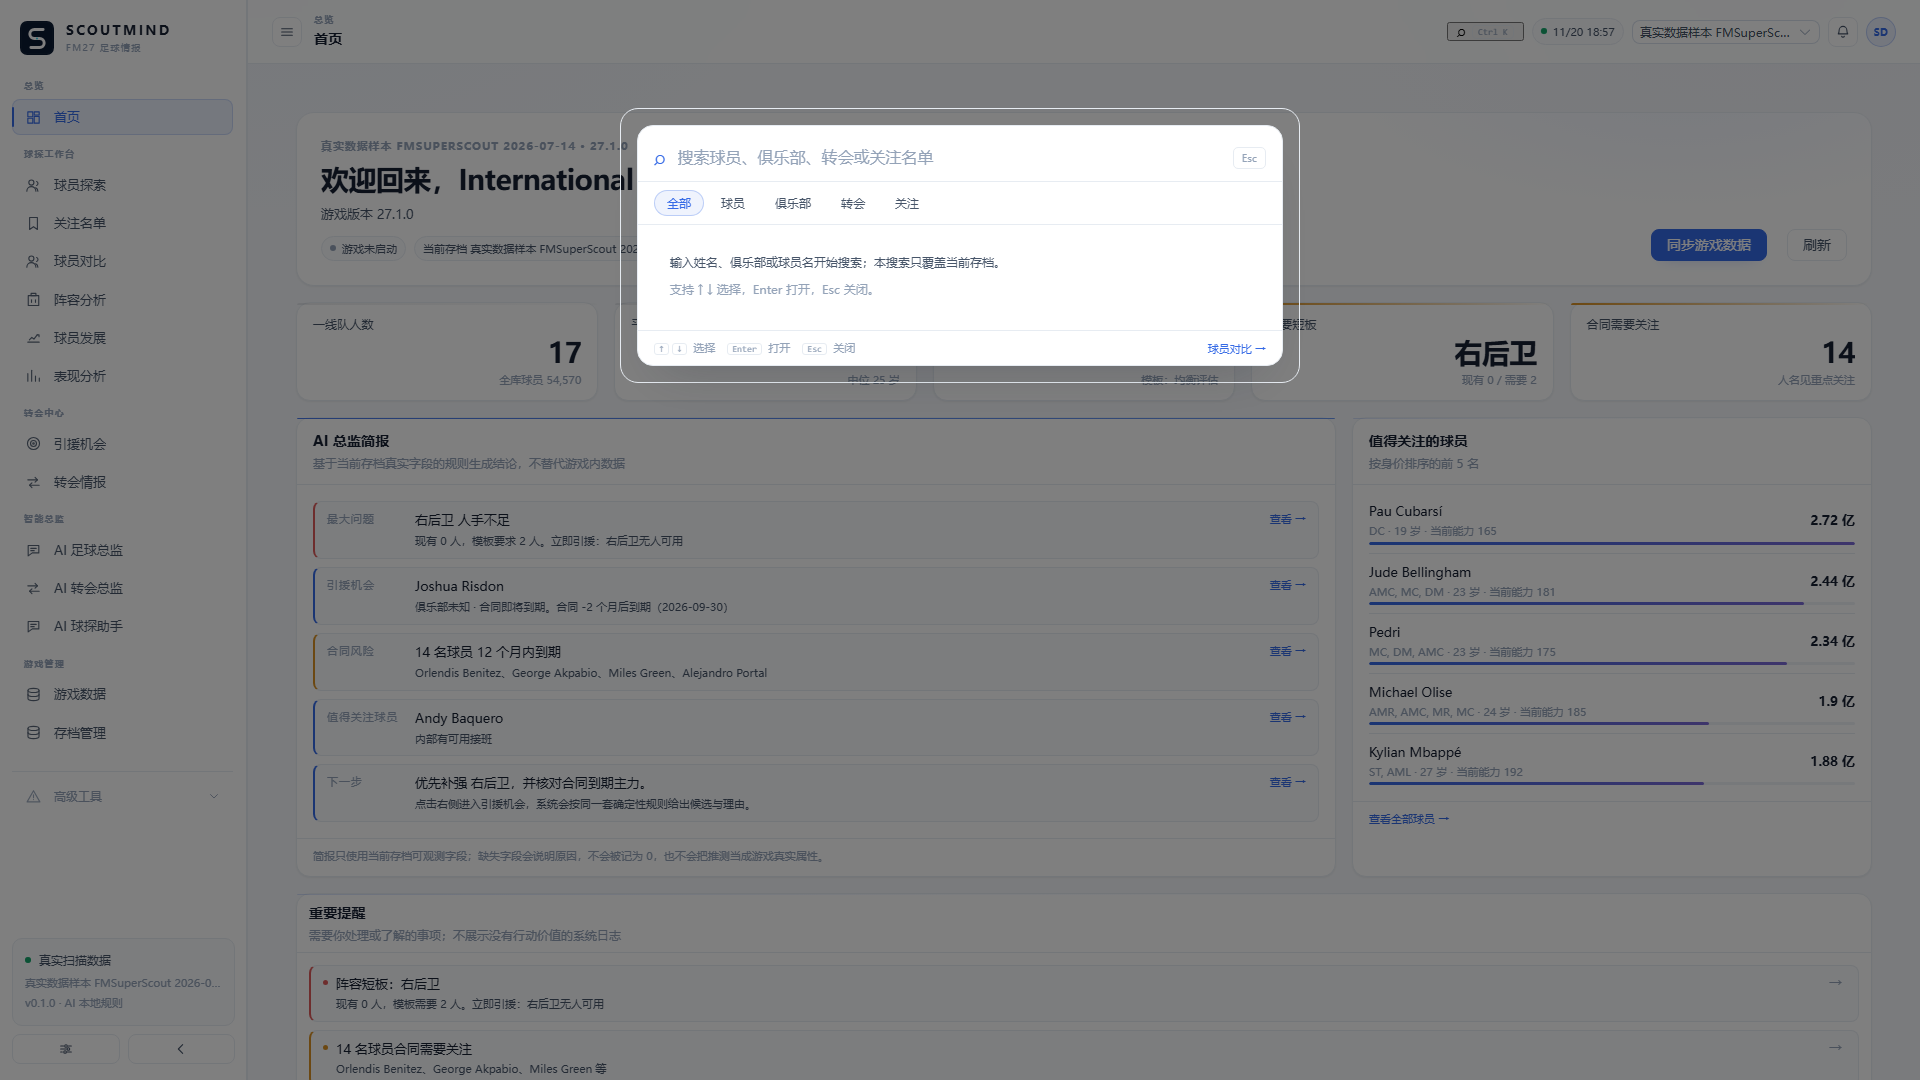 SCOUTMIND
FM27 足球情报
总览
首页
球探工作台
球员探索
关注名单
球员对比
阵容分析
球员发展
表现分析
转会中心
引援机会
转会情报
智能总监
AI 足球总监
AI 转会总监
AI 球探助手
游戏管理
游戏数据
存档管理
高级工具
真实扫描数据
真实数据样本 FMSuperScout 2026-0...
v0.1.0 · AI 本地规则
总览
首页
Ctrl K
11/20 18:57
真实数据样本 FMSuperSc...
SD
真实数据样本 FMSUPERSCOUT 2026-07-14 • 27.1.0
欢迎回来，International
游戏版本 27.1.0
游戏未启动
当前存档 真实数据样本 FMSuperScout 202
同步游戏数据
刷新
搜索球员、俱乐部、转会或关注名单
Esc
全部
球员
俱乐部
转会
关注
输入姓名、俱乐部或球员名开始搜索；本搜索只覆盖当前存档。
支持 ↑ ↓ 选择，Enter 打开，Esc 关闭。
↑ ↓ 选择 Enter 打开 Esc 关闭
球员对比 →
一线队人数
17
全库球员 54,570
中位 25 岁
模板：均衡评估
要短板
右后卫
现有 0 / 需要 2
合同需要关注
14
人名见重点关注
AI 总监简报
基于当前存档真实字段的规则生成结论，不替代游戏内数据
最大问题
右后卫 人手不足
现有 0 人，模板要求 2 人。立即引援：右后卫无人可用
查看 →
引援机会
Joshua Risdon
俱乐部未知 · 合同即将到期。合同 -2 个月后到期（2026-09-30）
查看 →
合同风险
14 名球员 12 个月内到期
Orlendis Benitez、George Akpabio、Miles Green、Alejandro Portal
查看 →
值得关注球员
Andy Baquero
内部有可用接班
查看 →
下一步
优先补强 右后卫，并核对合同到期主力。
点击右侧进入引援机会，系统会按同一套确定性规则给出候选与理由。
查看 →
简报只使用当前存档可观测字段；缺失字段会说明原因，不会被记为 0，也不会把推测当成游戏真实属性。
值得关注的球员
按身价排序的前 5 名
Pau Cubarsí
DC · 19 岁 · 当前能力 165
2.72 亿
Jude Bellingham
AMC, MC, DM · 23 岁 · 当前能力 181
2.44 亿
Pedri
MC, DM, AMC · 23 岁 · 当前能力 175
2.34 亿
Michael Olise
AMR, AMC, MR, MC · 24 岁 · 当前能力 185
1.9 亿
Kylian Mbappé
ST, AML · 27 岁 · 当前能力 192
1.88 亿
查看全部球员 →
重要提醒
需要你处理或了解的事项；不展示没有行动价值的系统日志
阵容短板：右后卫
现有 0 人，模板需要 2 人。立即引援：右后卫无人可用
→
14 名球员合同需要关注
Orlendis Benitez、George Akpabio、Miles Green 等
→